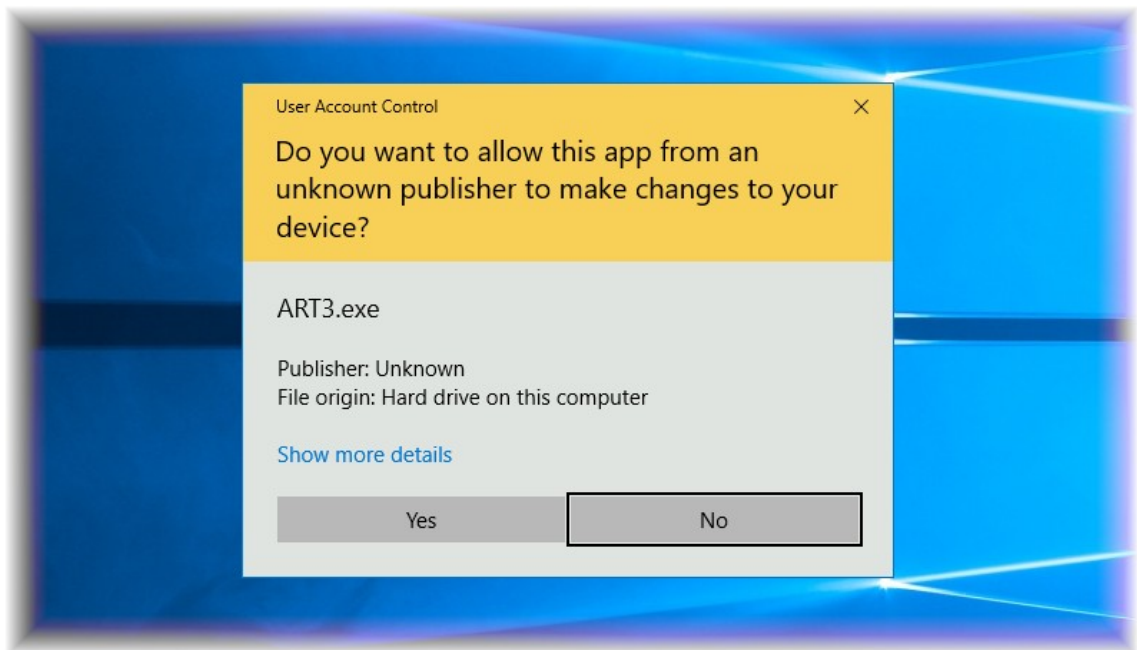 User Account Control
Do you want to allow this app from an
unknown publisher to make changes to your
device?
ART3.exe
Publisher: Unknown
File origin: Hard drive on this computer
Show more details
Yes
No